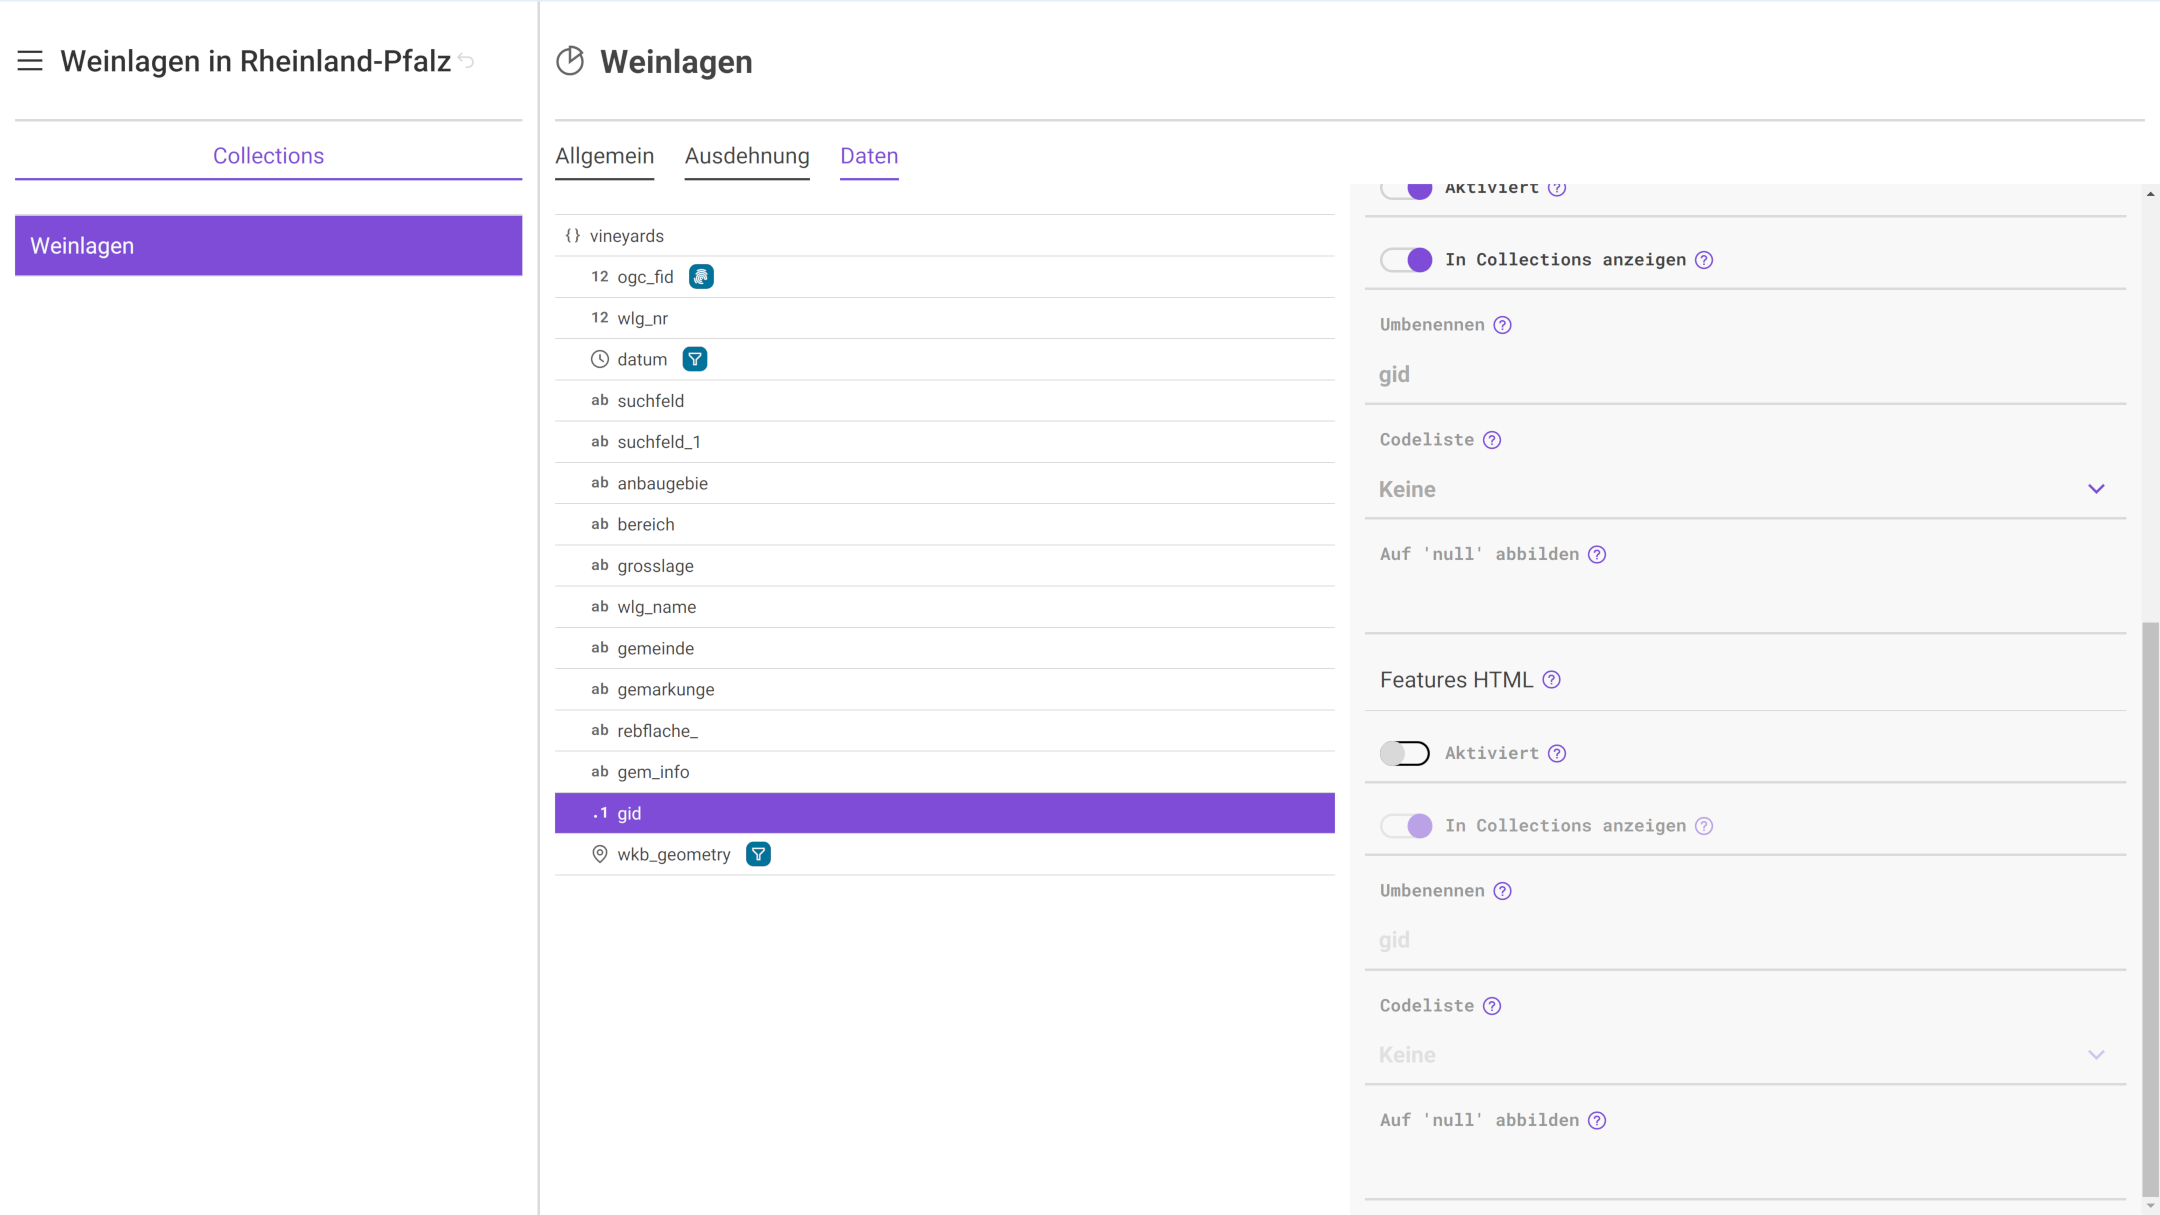 Weinlagen in Rheinland-Pfalz
Collections
Weinlagen
Weinlagen
Allgemein Ausdehnung Daten
{} vineyards
12 ogc_fid
12 wlg_nr
datum
ab suchfeld
ab suchfeld_1
ab anbaugebie
ab bereich
ab grosslage
ab wlg_name
ab gemeinde
ab gemarkunge
ab rebflache_
ab gem_info
.1 gid
wkb_geometry
Aktiviert ?
In Collections anzeigen ?
Umbenennen ?
gid
Codeliste ?
Keine
Auf 'null' abbilden ?
Features HTML ?
Aktiviert ?
In Collections anzeigen ?
Umbenennen ?
gid
Codeliste ?
Keine
Auf 'null' abbilden ?